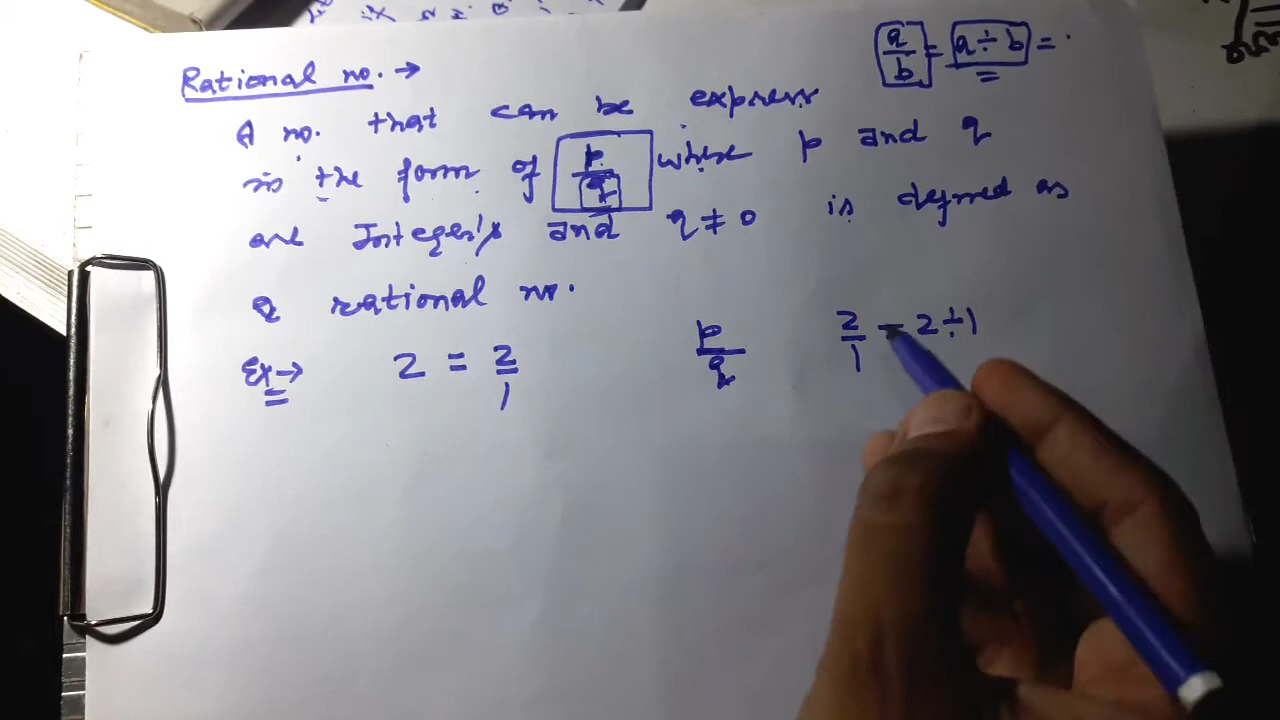 Rational no. →
a/b = a ÷ b = .
A no. that can be express
in the form of p/q where p and q
are Integer's and q ≠ 0 is defined as
a rational no.
Ex → 2 = 2/1
p/q
2/1 = 2 ÷ 1